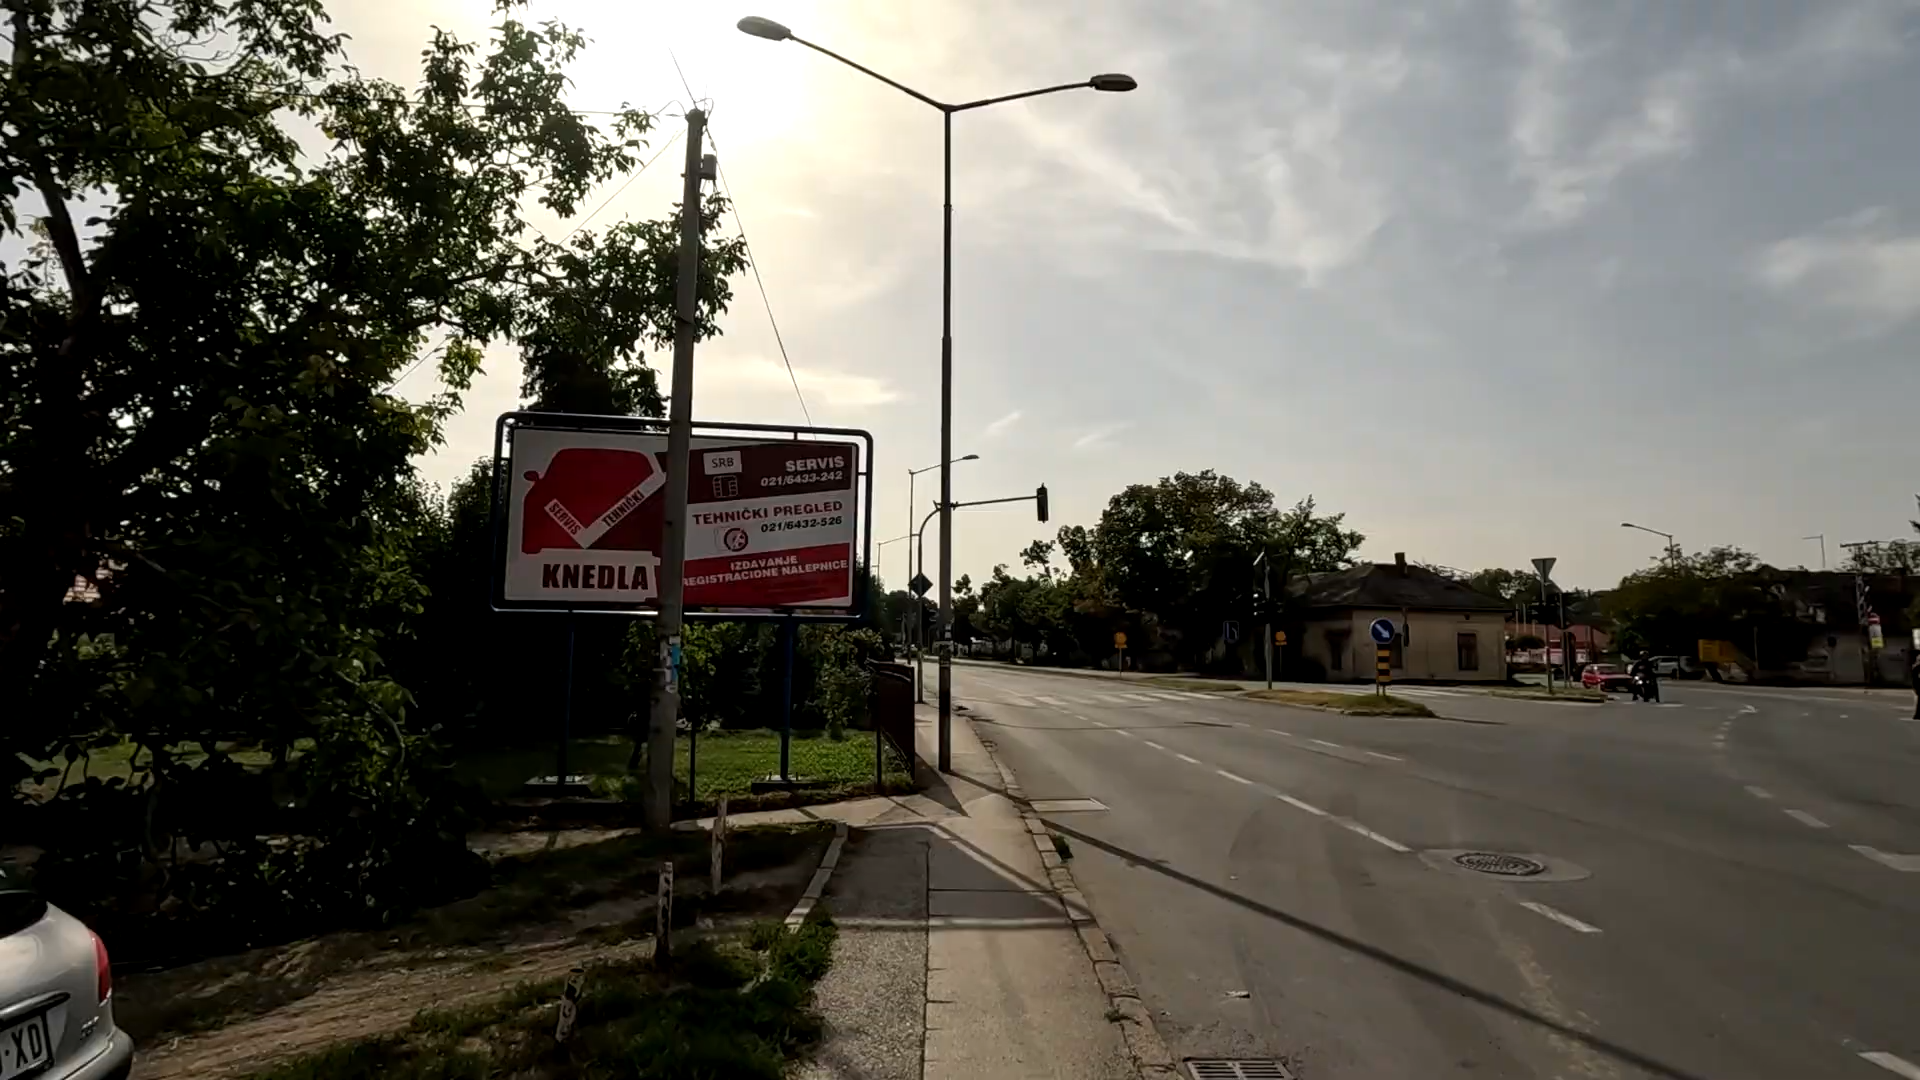 SERVIS
TEHNIČKI
KNEDLA
SRB
SERVIS
021/6433-242
TEHNIČKI PREGLED
021/6432-526
IZDAVANJE
REGISTRACIONE NALEPNICE
XD